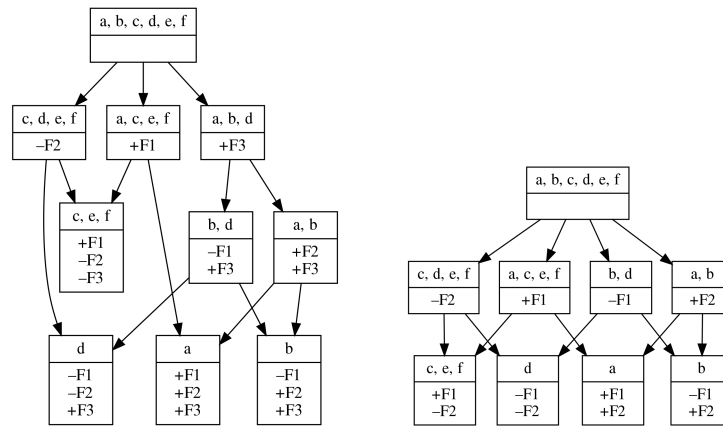 a, b, c, d, e, f
c, d, e, f
–F2
a, c, e, f
+F1
a, b, d
+F3
c, e, f
+F1
–F2
–F3
b, d
–F1
+F3
a, b
+F2
+F3
d
–F1
–F2
+F3
a
+F1
+F2
+F3
b
–F1
+F2
+F3
a, b, c, d, e, f
c, d, e, f
–F2
a, c, e, f
+F1
b, d
–F1
a, b
+F2
c, e, f
+F1
–F2
d
–F1
–F2
a
+F1
+F2
b
–F1
+F2